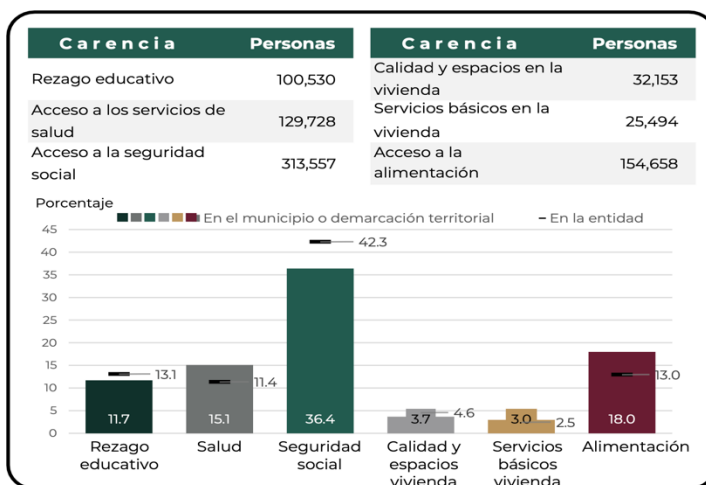 Carencia Personas
Rezago educativo 100,530
Acceso a los servicios de
salud 129,728
Acceso a la seguridad
social 313,557
Carencia Personas
Calidad y espacios en la
vivienda 32,153
Servicios básicos en la
vivienda 25,494
Acceso a la
alimentación 154,658
Porcentaje
En el municipio o demarcación territorial En la entidad
45
40
35
30
25
20
15
10
5
0
13.1
11.7
11.4
15.1
42.3
36.4
4.6
3.7
2.5
3.0
13.0
18.0
Rezago
educativo
Salud
Seguridad
social
Calidad y
espacios
vivienda
Servicios
básicos
vivienda
Alimentación